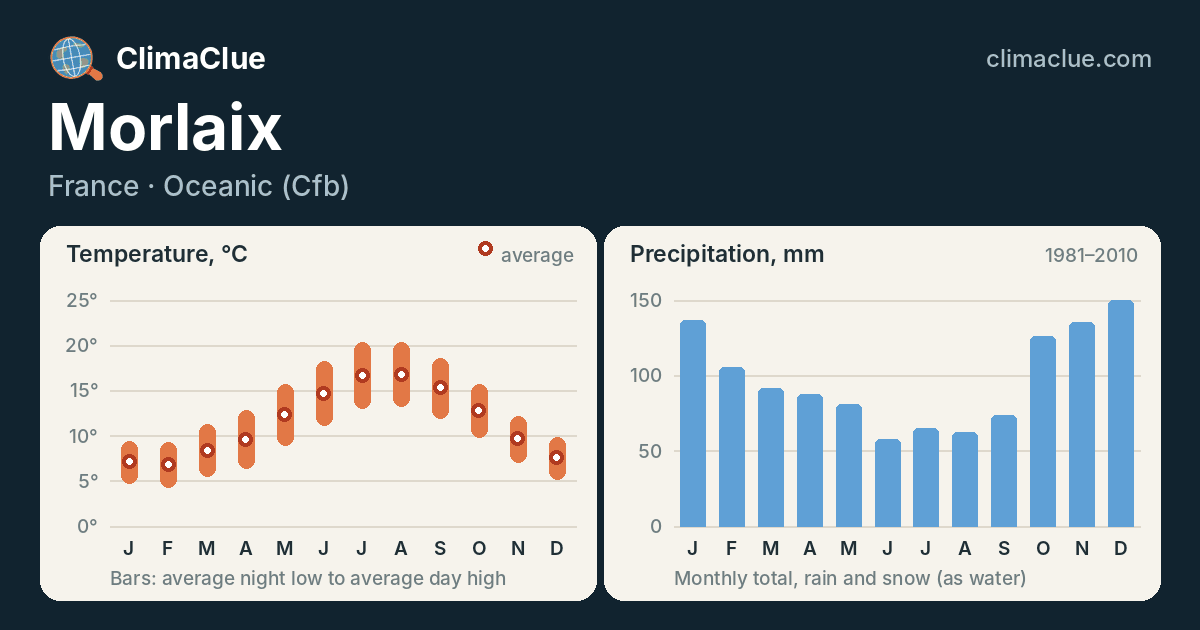 ClimaClue
climaclue.com
Morlaix
France · Oceanic (Cfb)
Temperature, °C
average
25°
20°
15°
10°
5°
0°
J F M A M J J A S O N D
Bars: average night low to average day high
Precipitation, mm
1981–2010
150
100
50
0
J F M A M J J A S O N D
Monthly total, rain and snow (as water)